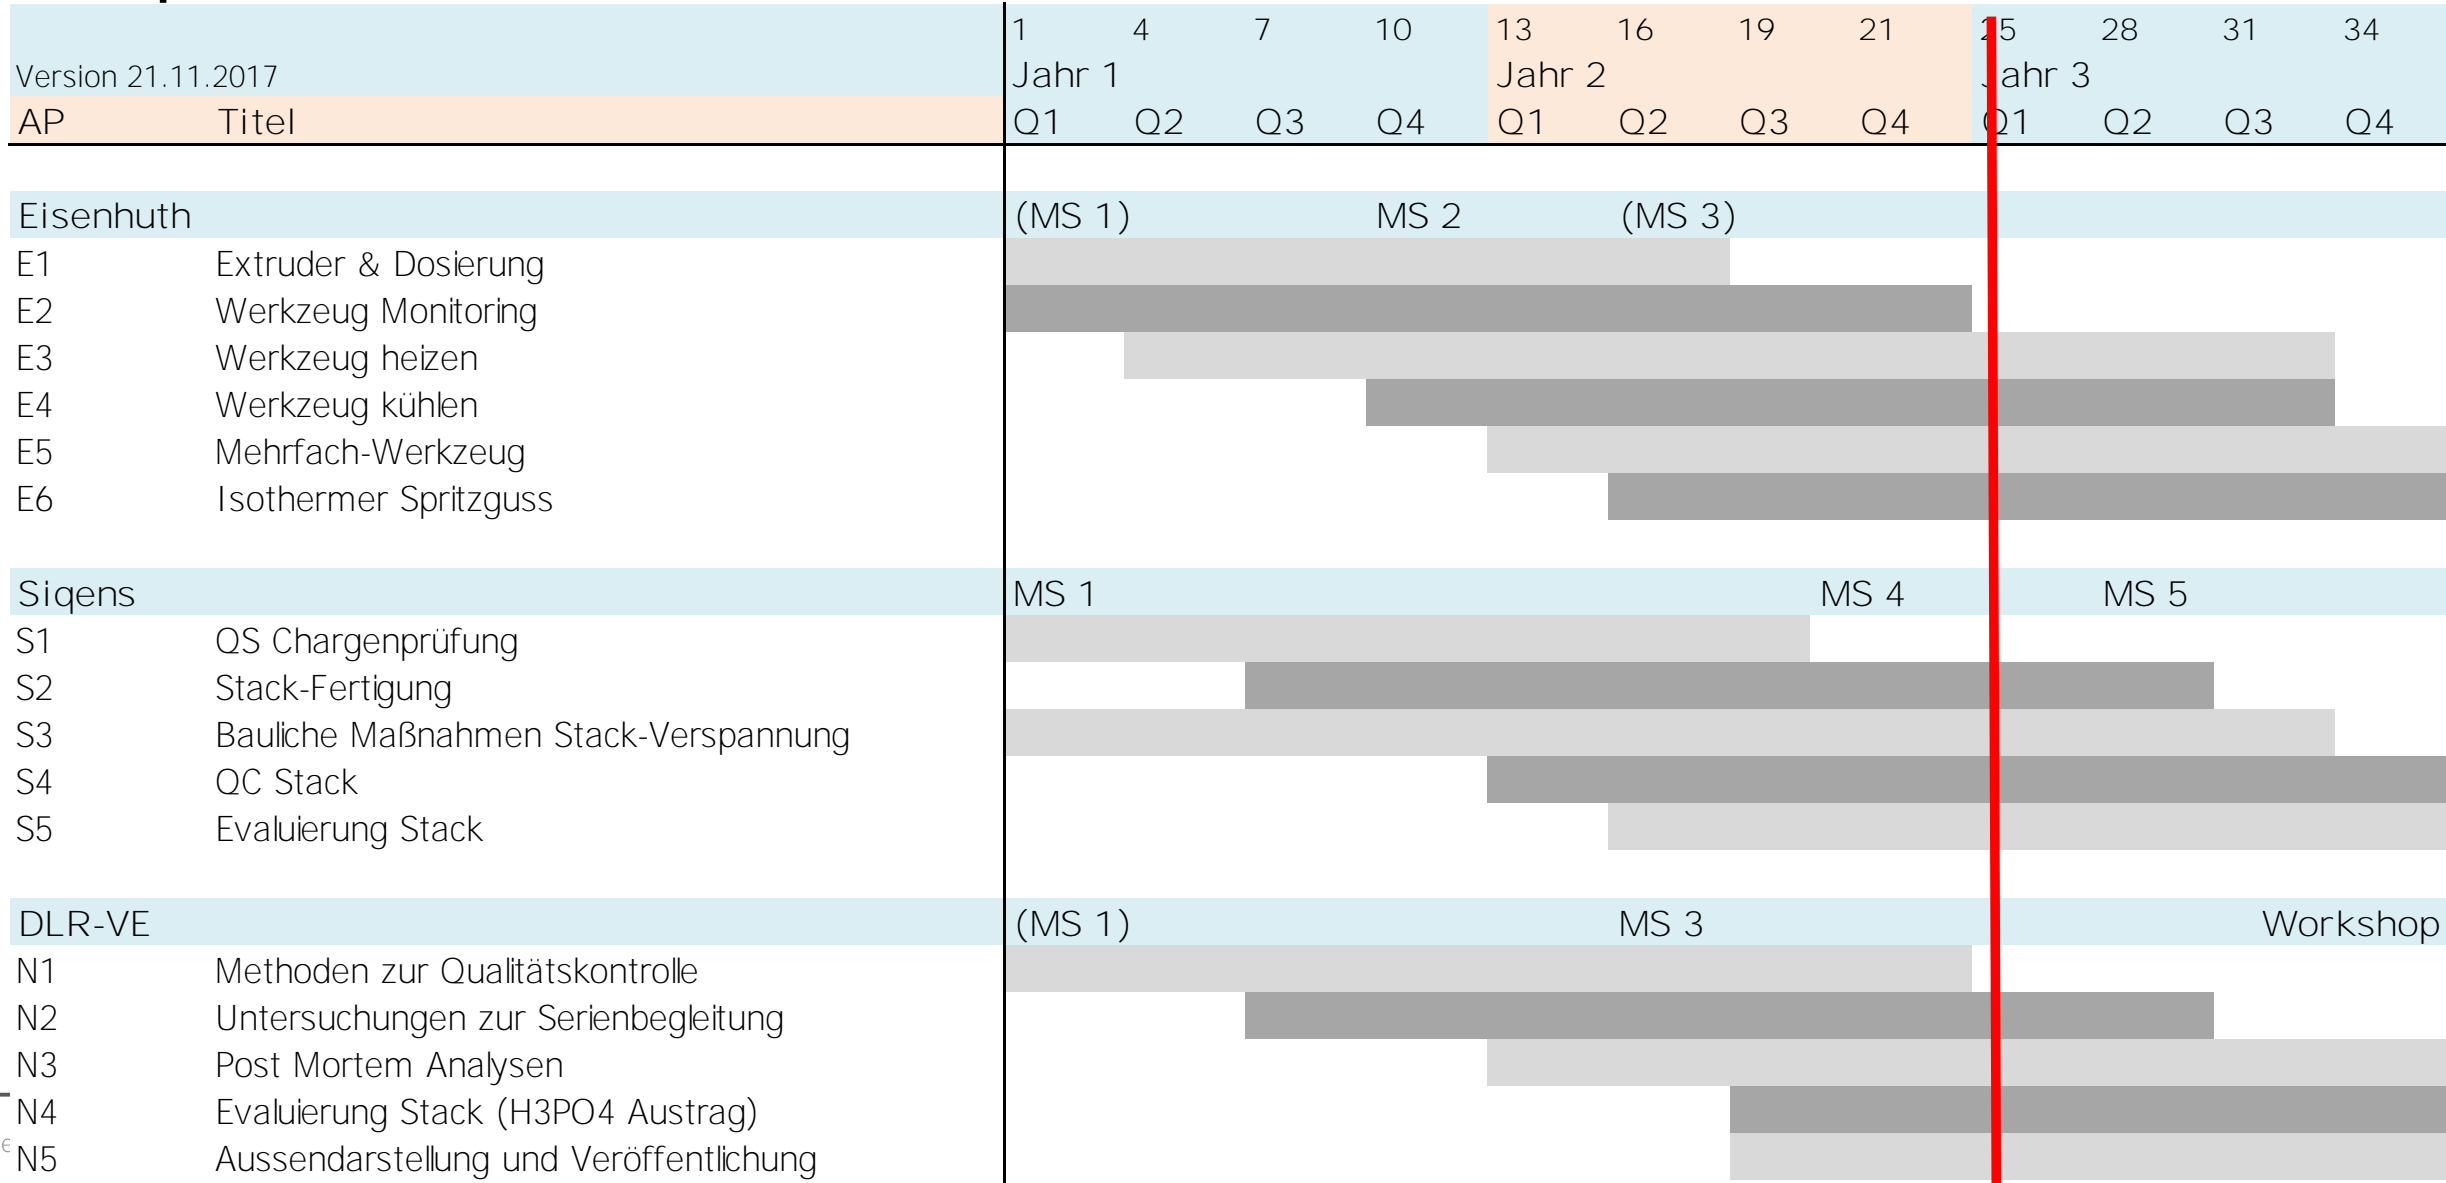 1 4 7 10 13 16 19 21 25 28 31 34
Version 21.11.2017 Jahr 1 Jahr 2 Jahr 3
AP Titel Q1 Q2 Q3 Q4 Q1 Q2 Q3 Q4 Q1 Q2 Q3 Q4
Eisenhuth (MS 1) MS 2 (MS 3)
E1 Extruder & Dosierung
E2 Werkzeug Monitoring
E3 Werkzeug heizen
E4 Werkzeug kühlen
E5 Mehrfach-Werkzeug
E6 Isothermer Spritzguss
Siqens MS 1 MS 4 MS 5
S1 QS Chargenprüfung
S2 Stack-Fertigung
S3 Bauliche Maßnahmen Stack-Verspannung
S4 QC Stack
S5 Evaluierung Stack
DLR-VE (MS 1) MS 3 Workshop
N1 Methoden zur Qualitätskontrolle
N2 Untersuchungen zur Serienbegleitung
N3 Post Mortem Analysen
N4 Evaluierung Stack (H3PO4 Austrag)
N5 Aussendarstellung und Veröffentlichung